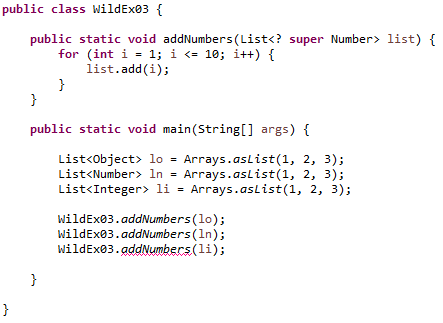 public class WildEx03 {
public static void addNumbers(List<? super Number> list) {
for (int i = 1; i <= 10; i++) {
list.add(i);
}
}
public static void main(String[] args) {
List<Object> lo = Arrays.asList(1, 2, 3);
List<Number> ln = Arrays.asList(1, 2, 3);
List<Integer> li = Arrays.asList(1, 2, 3);
WildEx03.addNumbers(lo);
WildEx03.addNumbers(ln);
WildEx03.addNumbers(li);
}
}